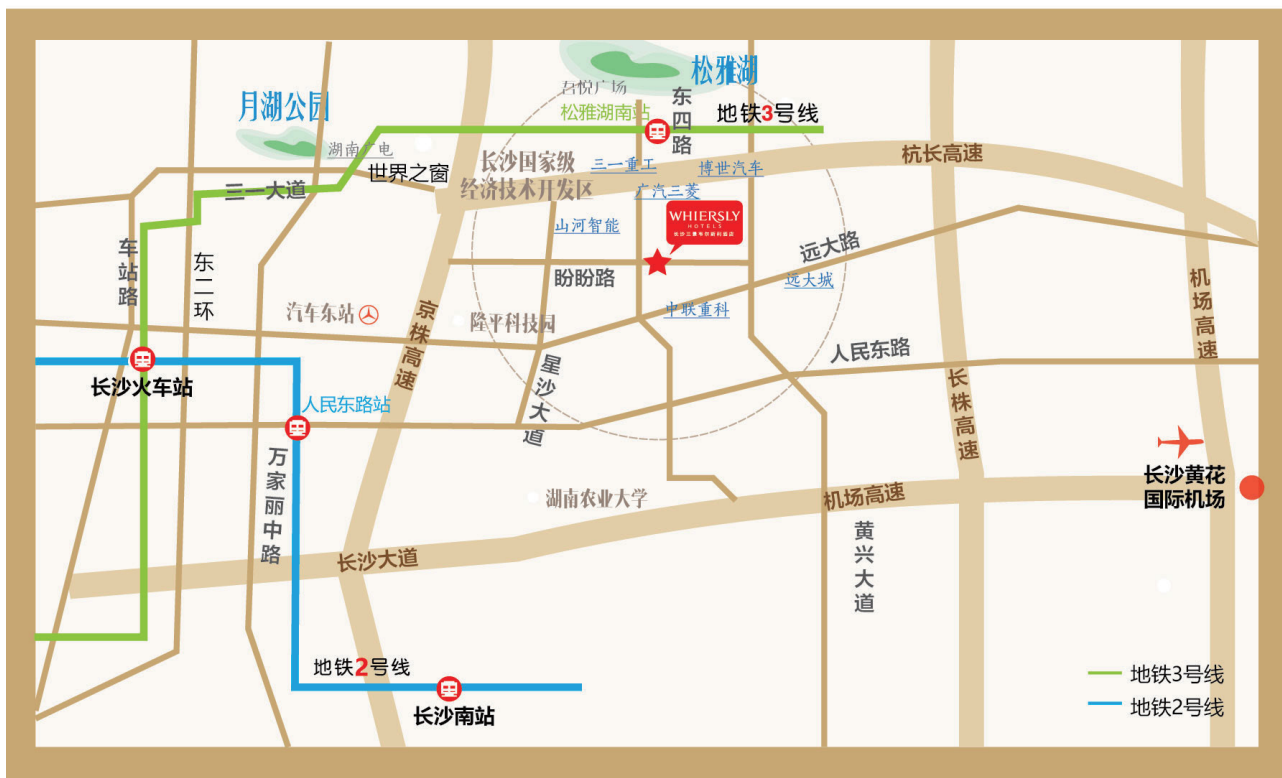 松雅湖
吾悦广场
松雅湖南站
东四路
地铁3号线
月湖公园
湖南广电
世界之窗
三一大道
长沙国家级
经济技术开发区
三一重工
博世汽车
杭长高速
广汽三菱
WHIERSLY
HOTELS
山河智能
远大路
盼盼路
远大城
中联重科
车站路
东二环
汽车东站
京珠高速
隆平科技园
机场高速
人民东路
长沙火车站
人民东路站
星沙大道
长株高速
万家丽中路
湖南农业大学
机场高速
长沙黄花
国际机场
长沙大道
黄兴大道
地铁2号线
长沙南站
地铁3号线
地铁2号线